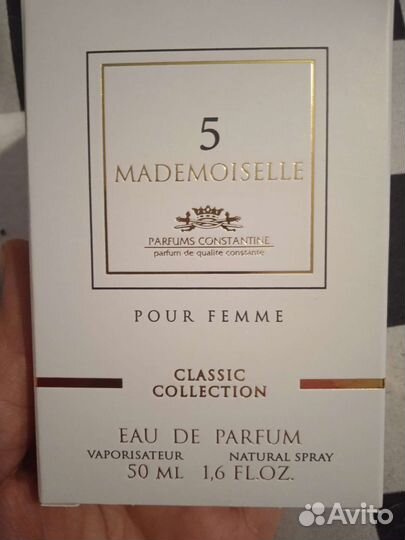 5
MADEMOISELLE
PARFUMS CONSTANTINE
parfum de qualite constante
POUR FEMME
CLASSIC
COLLECTION
EAU DE PARFUM
VAPORISATEUR NATURAL SPRAY
50 ML 1,6 FL.OZ.
Avito